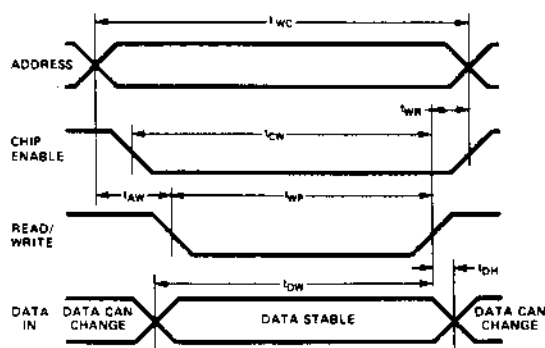 tWC
ADDRESS
tWR
CHIP
ENABLE
tCW
tAW
tWP
READ/
WRITE
tDH
tDW
DATA
IN
DATA CAN
CHANGE
DATA STABLE
DATA CAN
CHANGE